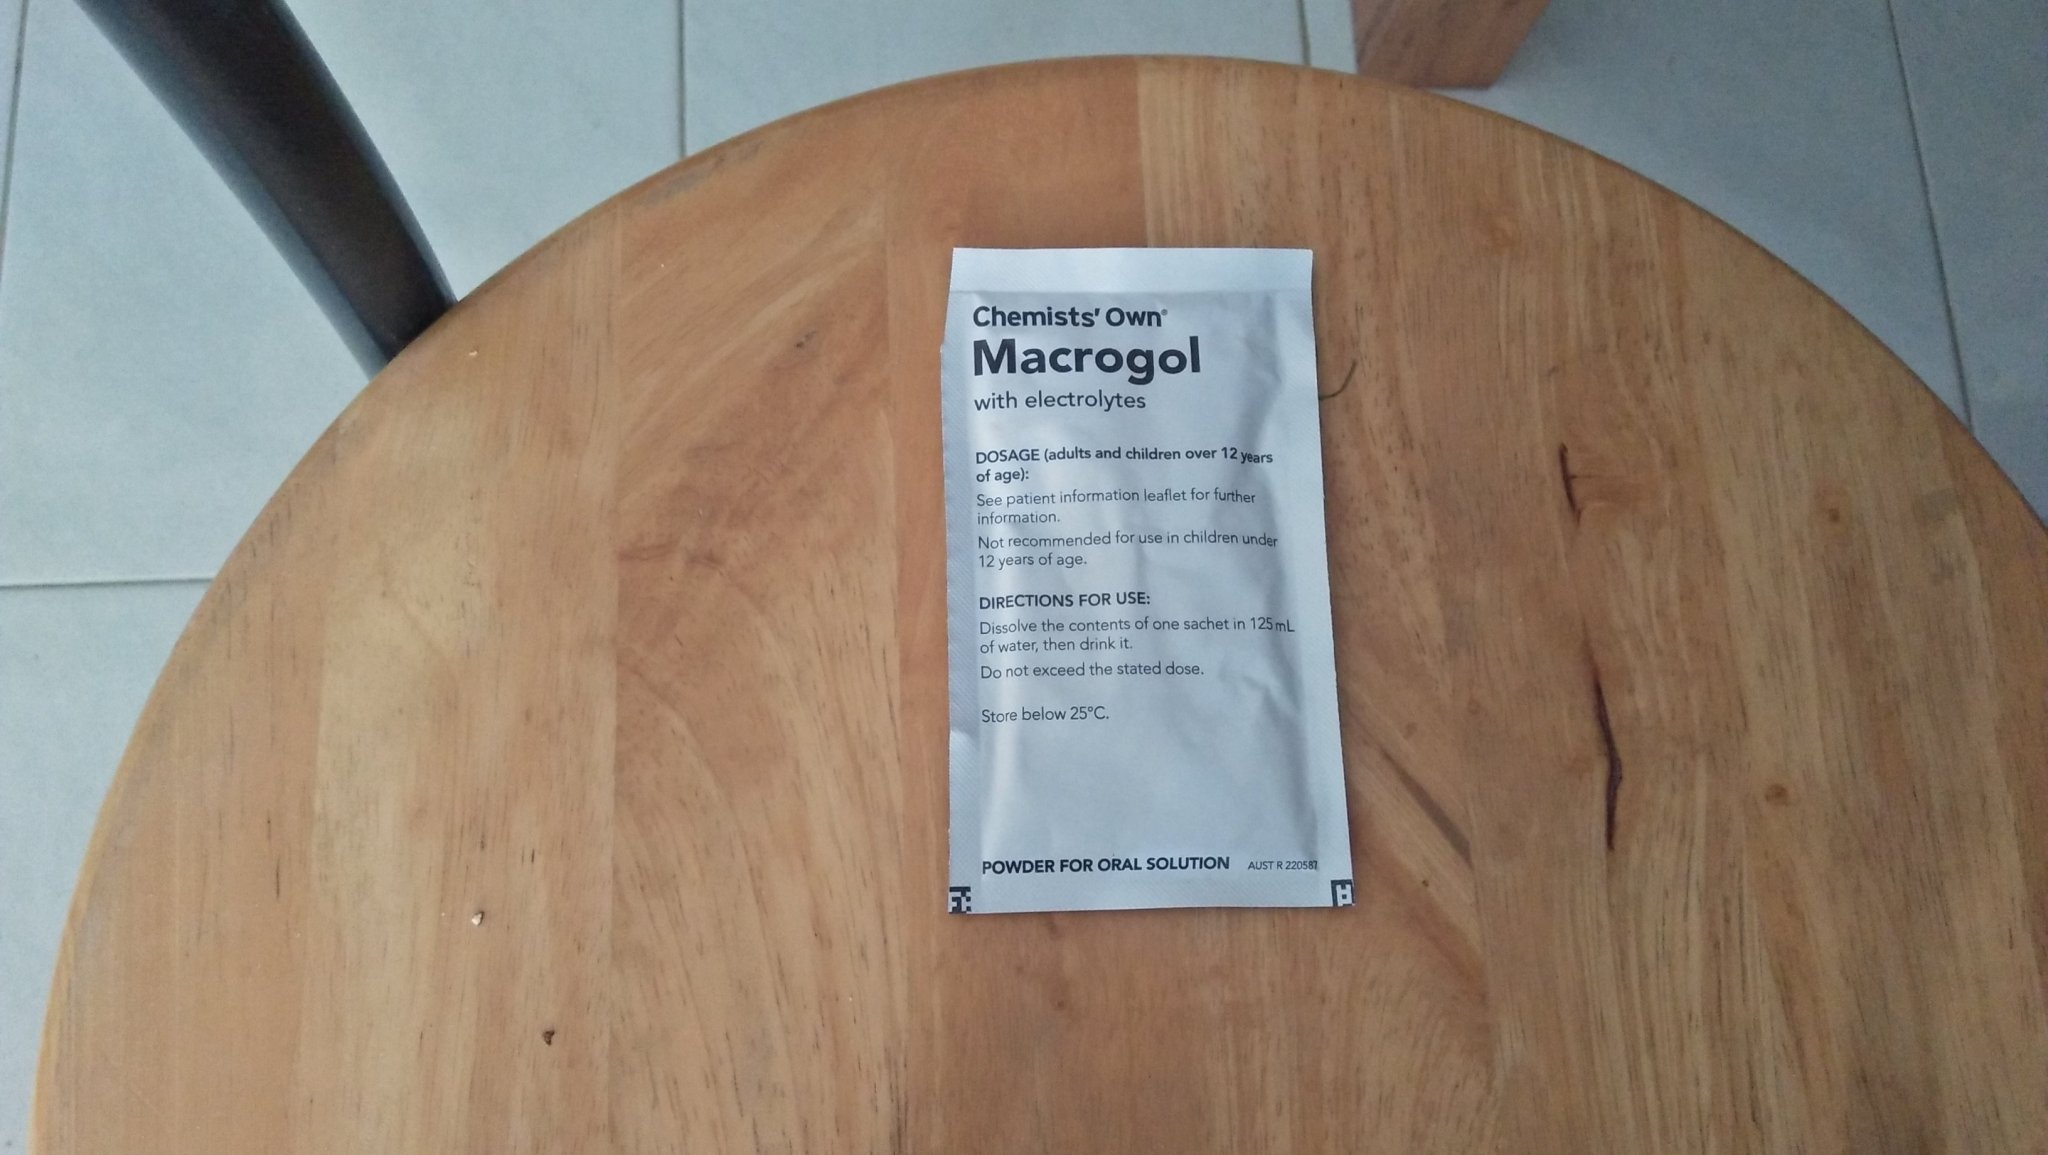 Chemists' Own®
Macrogol
with electrolytes
DOSAGE (adults and children over 12 years
of age):
See patient information leaflet for further
information.
Not recommended for use in children under
12 years of age.
DIRECTIONS FOR USE:
Dissolve the contents of one sachet in 125 mL
of water, then drink it.
Do not exceed the stated dose.
Store below 25°C.
POWDER FOR ORAL SOLUTION AUST R 220587